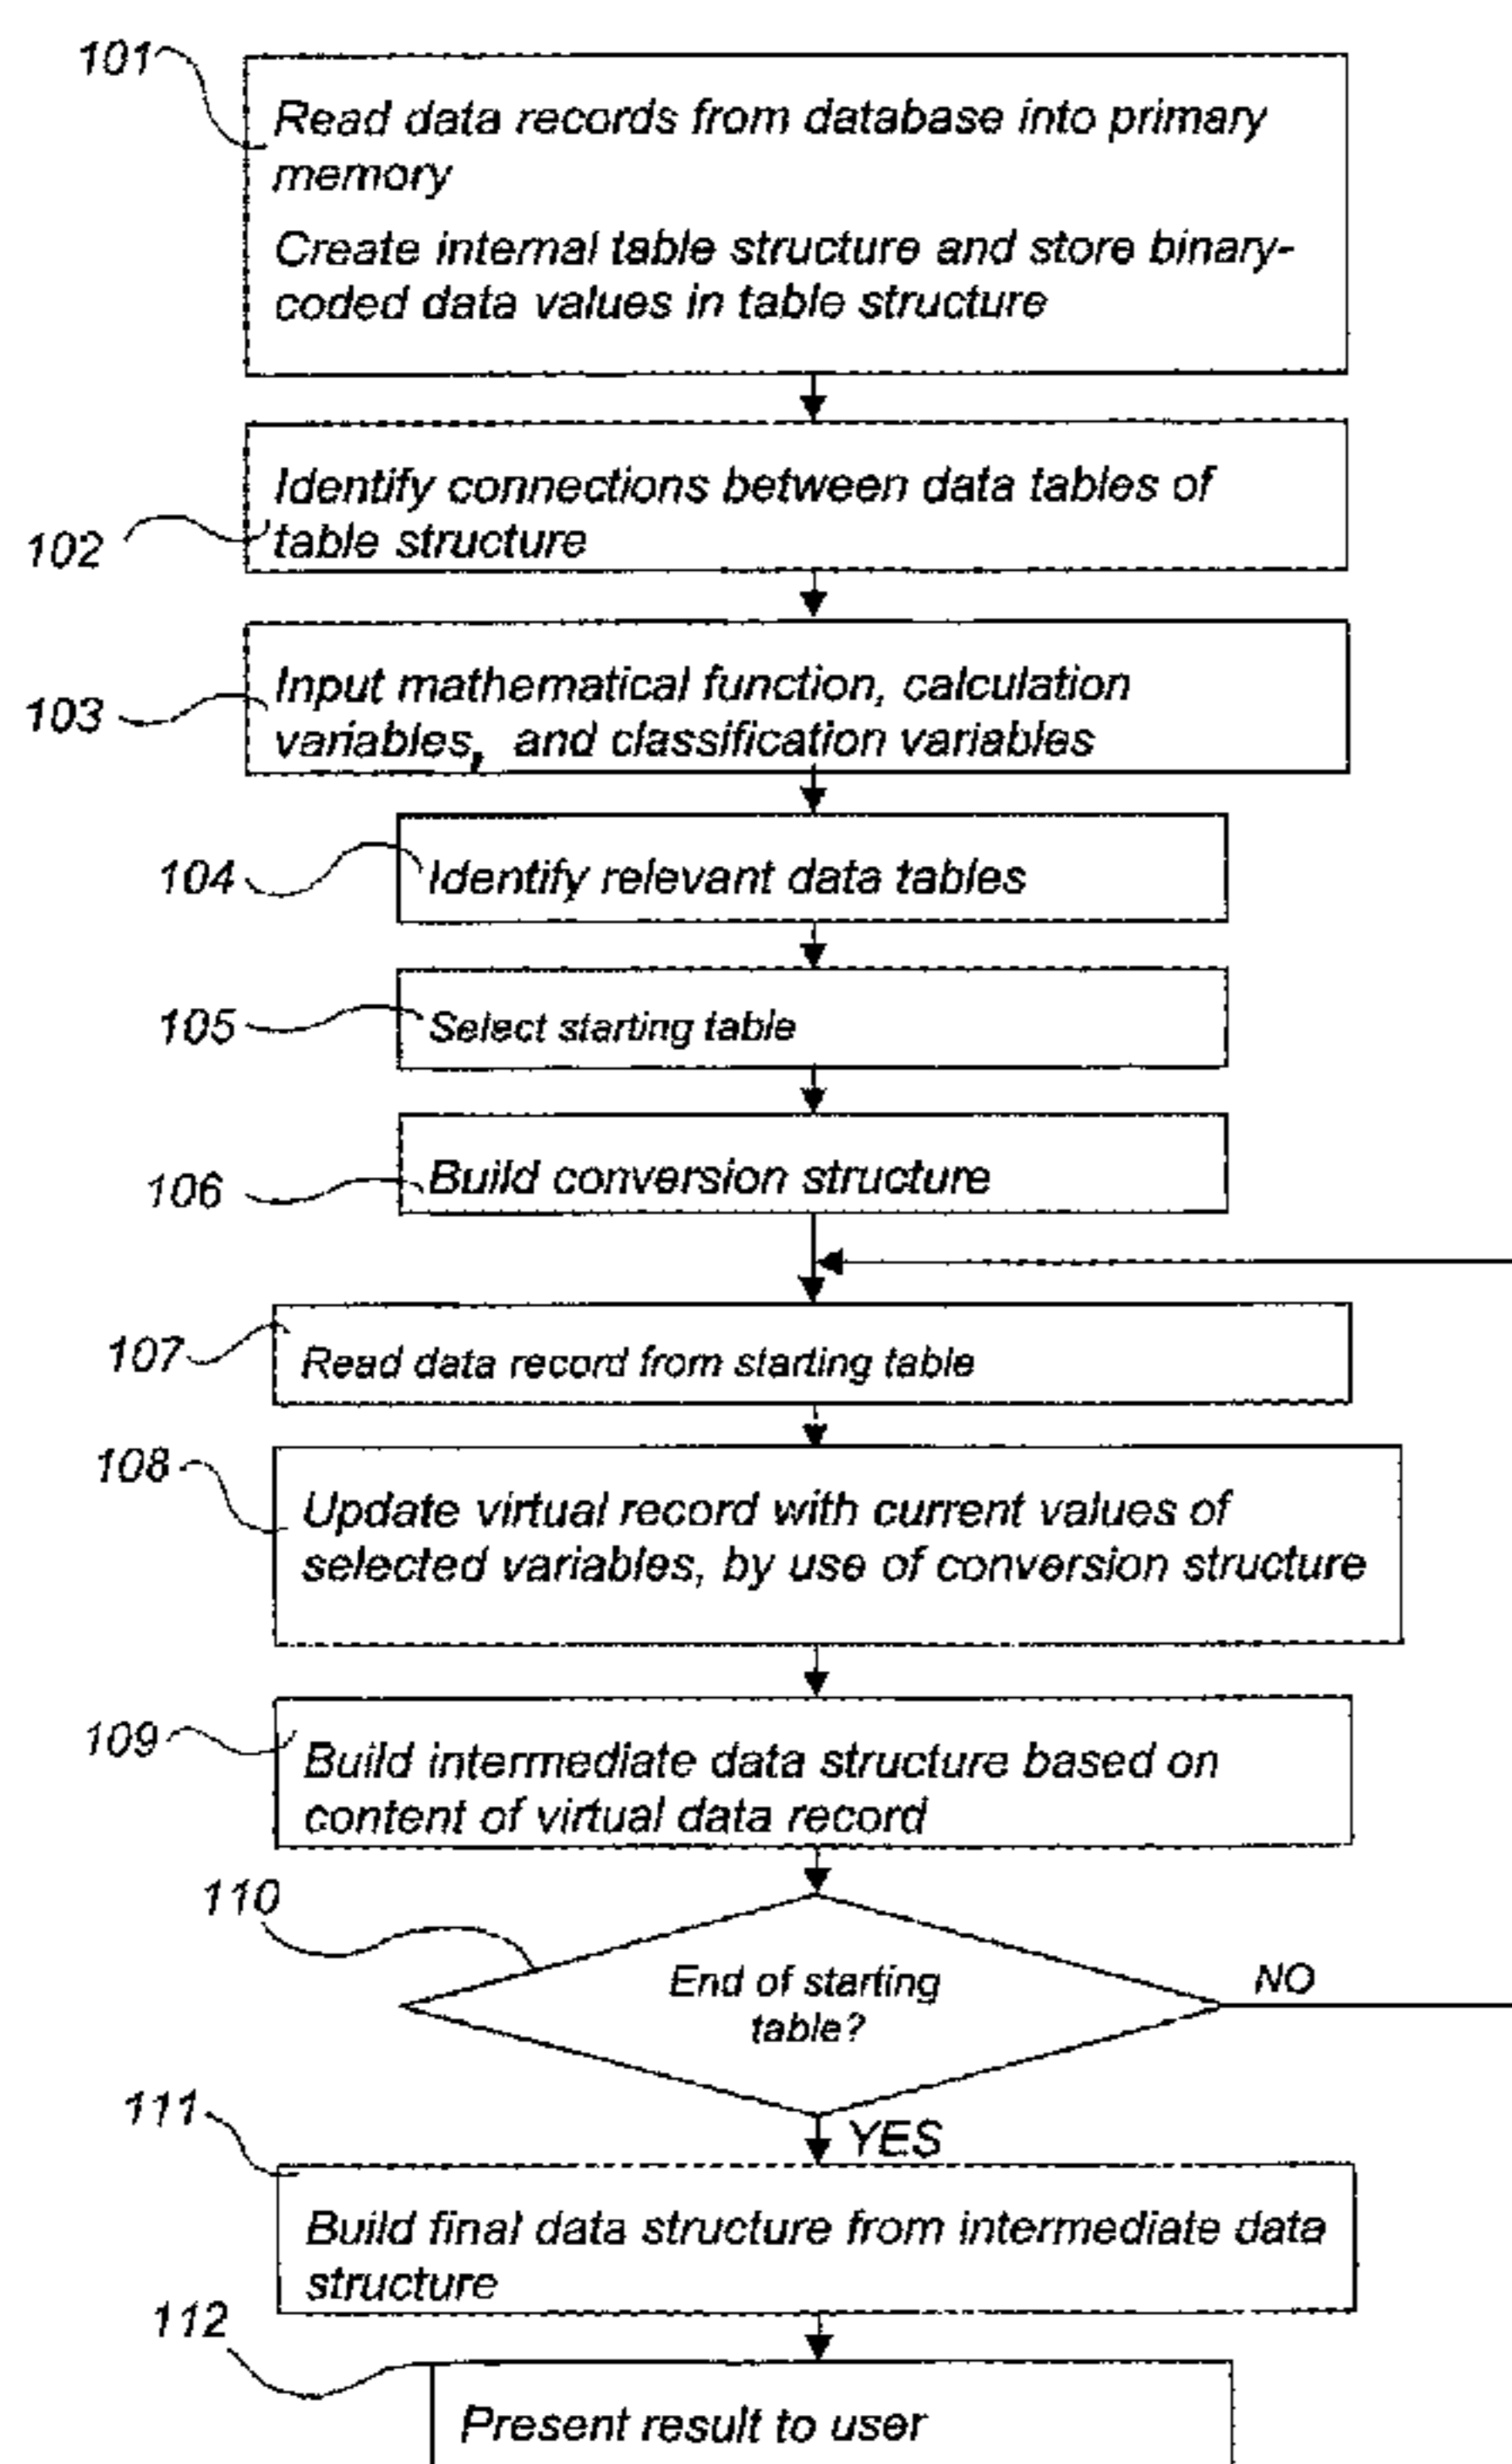 101
Read data records from database into primary
memory
Create internal table structure and store binary-
coded data values in table structure
102
Identify connections between data tables of
table structure
103
Input mathematical function, calculation
variables, and classification variables
104
Identify relevant data tables
105
Select starting table
106
Build conversion structure
107
Read data record from starting table
108
Update virtual record with current values of
selected variables, by use of conversion structure
109
Build intermediate data structure based on
content of virtual data record
110
End of starting
table?
NO
YES
111
Build final data structure from intermediate data
structure
112
Present result to user